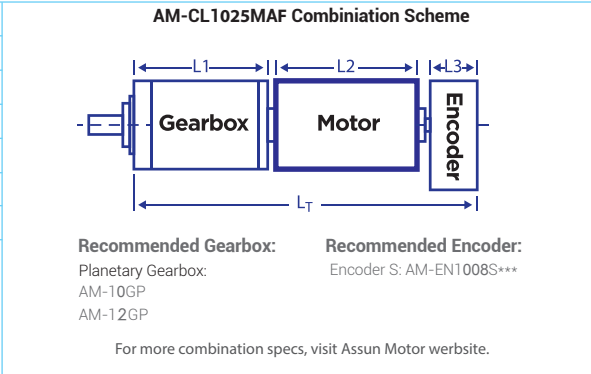 AM-CL1025MAF Combiniation Scheme
L1 L2 L3
Gearbox Motor Encoder
LT
Recommended Gearbox: Recommended Encoder:
Planetary Gearbox: Encoder S: AM-EN1008S***
AM-10GP
AM-12GP
For more combination specs, visit Assun Motor werbsite.